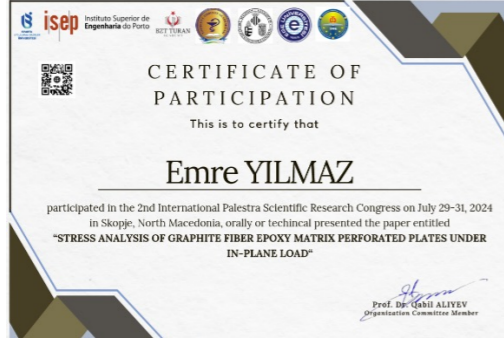 isep Instituto Superior de
Engenharia do Porto
BZT TURAN
CERTIFICATE OF
PARTICIPATION
This is to certify that
Emre YILMAZ
participated in the 2nd International Palestra Scientific Research Congress on July 29-31, 2024
in Skopje, North Macedonia, orally or techincal presented the paper entitled
"STRESS ANALYSIS OF GRAPHITE FIBER EPOXY MATRIX PERFORATED PLATES UNDER
IN-PLANE LOAD"
Prof. Dr. Qabil ALIYEV
Organization Committee Member